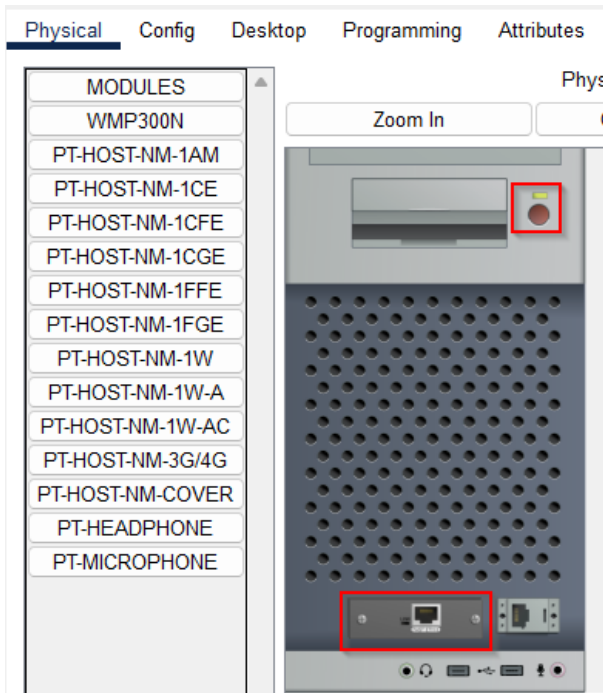 Physical Config Desktop Programming Attributes
MODULES
WMP300N
PT-HOST-NM-1AM
PT-HOST-NM-1CE
PT-HOST-NM-1CFE
PT-HOST-NM-1CGE
PT-HOST-NM-1FFE
PT-HOST-NM-1FGE
PT-HOST-NM-1W
PT-HOST-NM-1W-A
PT-HOST-NM-1W-AC
PT-HOST-NM-3G/4G
PT-HOST-NM-COVER
PT-HEADPHONE
PT-MICROPHONE
Phys
Zoom In